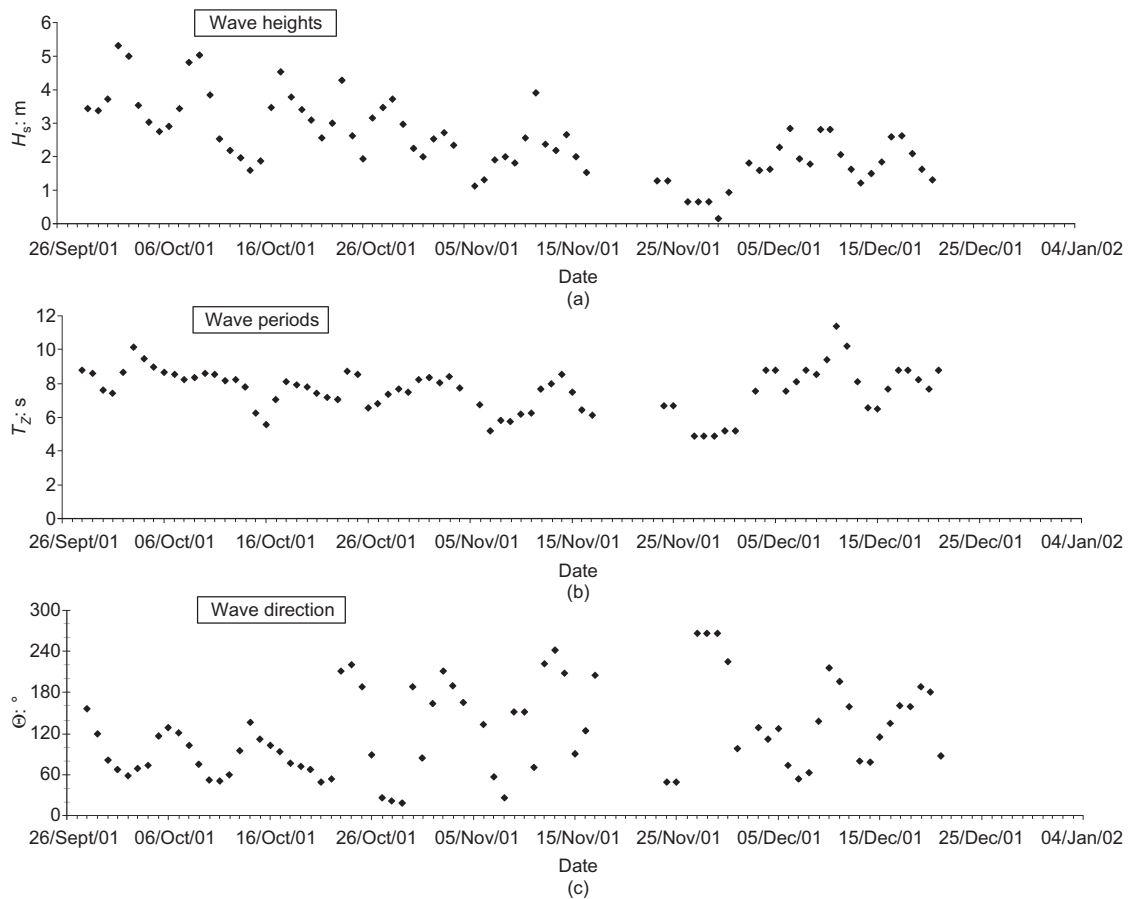 Wave heights
6
5
4
3
2
1
0
Hs: m
26/Sept/01 06/Oct/01 16/Oct/01 26/Oct/01 05/Nov/01 15/Nov/01 25/Nov/01 05/Dec/01 15/Dec/01 25/Dec/01 04/Jan/02
Date
(a)
Wave periods
12
10
8
6
4
2
0
TZ: s
26/Sept/01 06/Oct/01 16/Oct/01 26/Oct/01 05/Nov/01 15/Nov/01 25/Nov/01 05/Dec/01 15/Dec/01 25/Dec/01 04/Jan/02
Date
(b)
Wave direction
300
240
180
120
60
0
Θ: °
26/Sept/01 06/Oct/01 16/Oct/01 26/Oct/01 05/Nov/01 15/Nov/01 25/Nov/01 05/Dec/01 15/Dec/01 25/Dec/01 04/Jan/02
Date
(c)